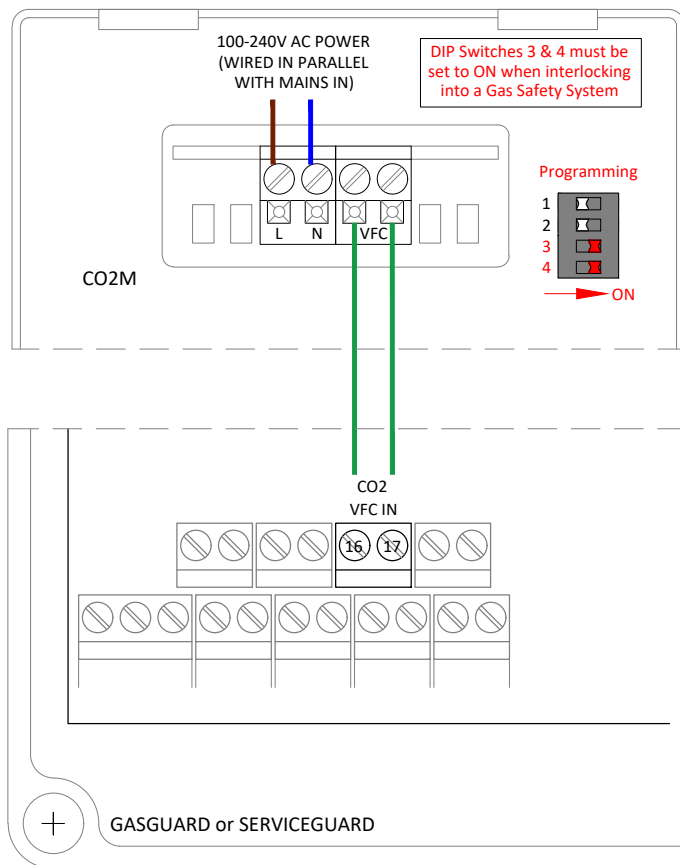 100-240V AC POWER
(WIRED IN PARALLEL
WITH MAINS IN)
DIP Switches 3 & 4 must be
set to ON when interlocking
into a Gas Safety System
Programming
1
2
3
4
ON
L N VFC
CO2M
CO2
VFC IN
16 17
GASGUARD or SERVICEGUARD